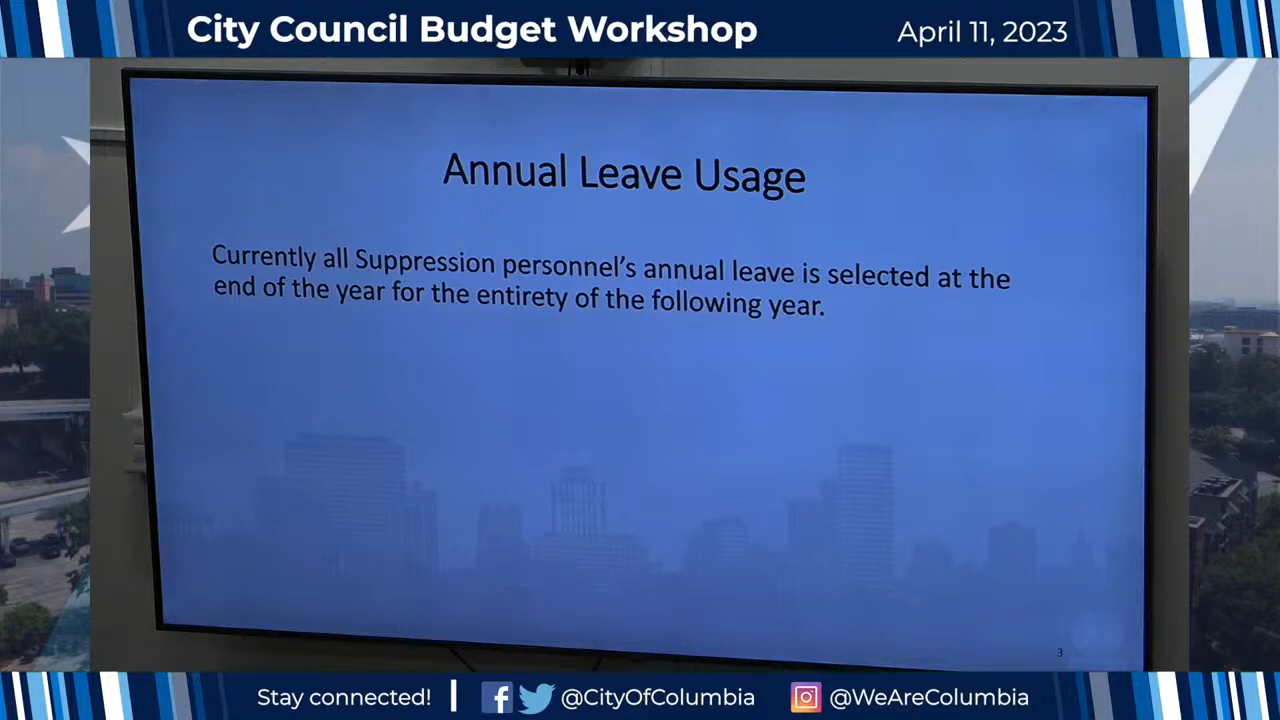 City Council Budget Workshop
April 11, 2023
Annual Leave Usage
Currently all Suppression personnel's annual leave is selected at the
end of the year for the entirety of the following year.
3
Stay connected! | @CityOfColumbia @WeAreColumbia